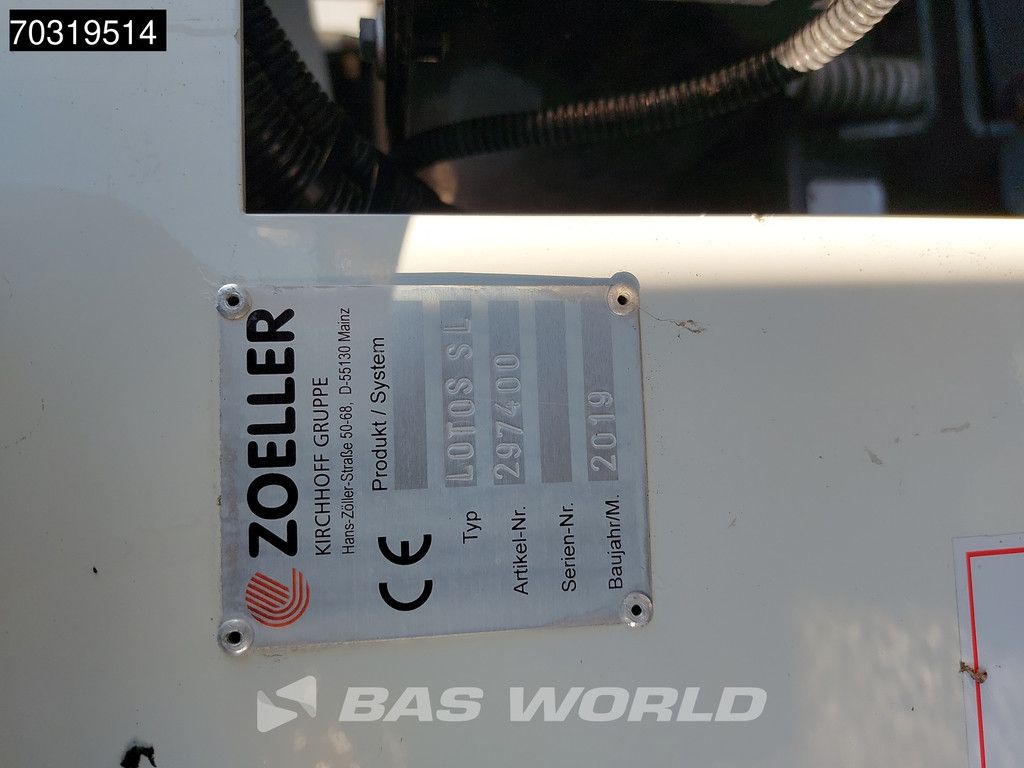 70319514
ZOELLER
KIRCHHOFF GRUPPE
Hans-Zöller-Straße 50-68, D-55130 Mainz
CE Produkt / System
Typ LOTOS SL
Artikel-Nr. 297400
Serien-Nr.
Baujahr/M. 2019
BAS WORLD